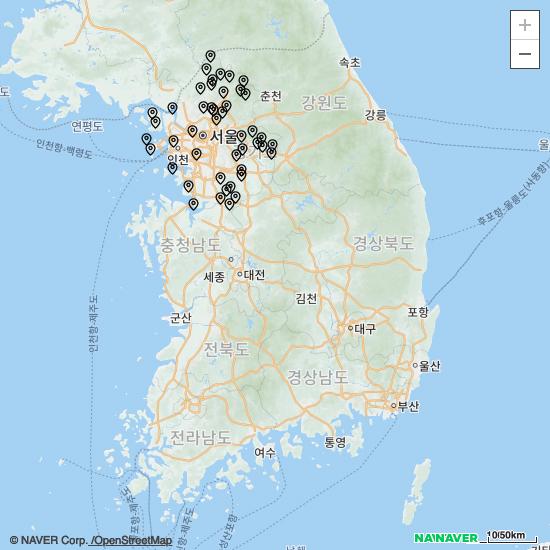 +
−
속초
춘천
강원도
강릉
연평도
서울
인천항-백령도
인천
울
후포항-울릉도(사동항)
충청남도
경상북도
세종
대전
김천
인천항-제주도
군산
포항
전북도
대구
울산
경상남도
부산
전라남도
통영
여수
© NAVER Corp. /OpenStreetMap
NAVER
10/50km